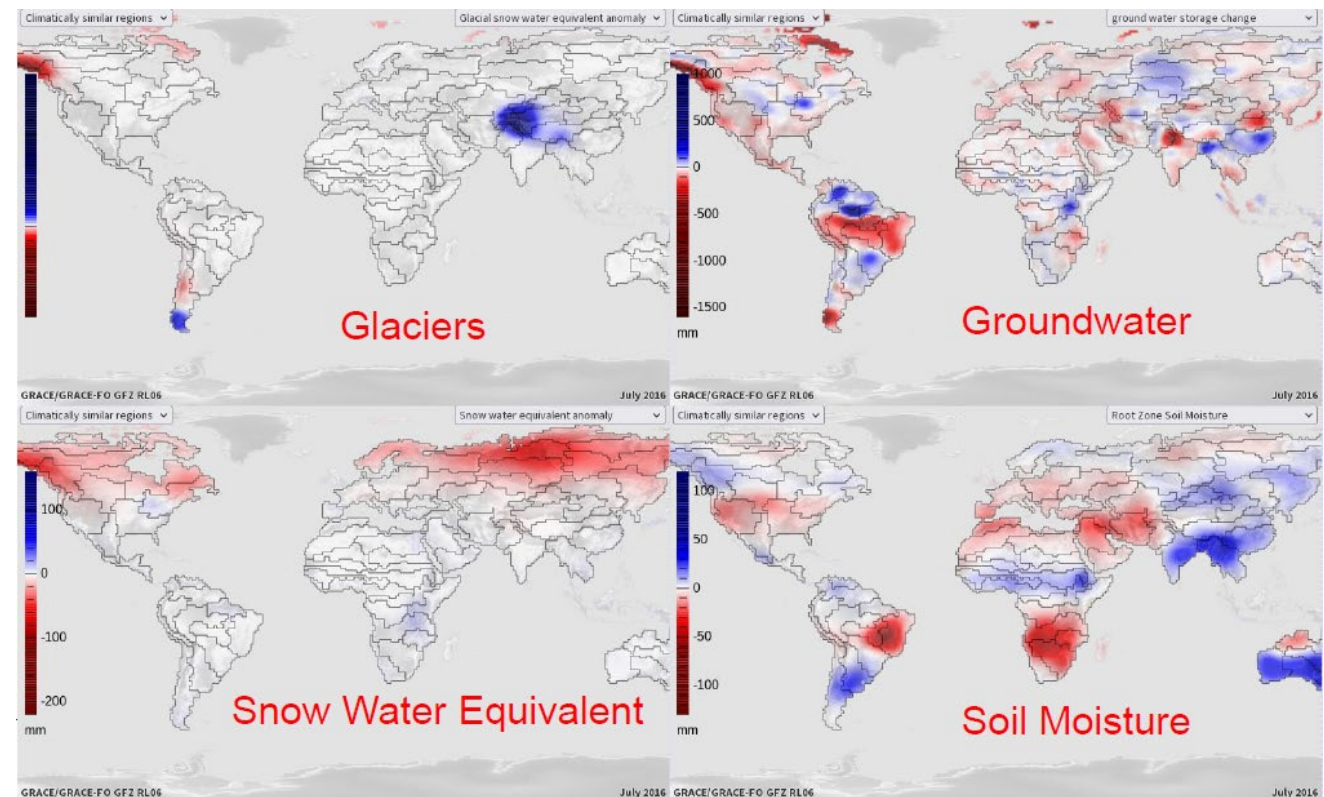 Climatically similar regions
Glacial snow water equivalent anomaly
Glaciers
GRACE/GRACE-FO GFZ RL06
July 2016
Climatically similar regions
ground water storage change
1000
500
0
-500
-1000
-1500
mm
Groundwater
GRACE/GRACE-FO GFZ RL06
July 2016
Climatically similar regions
Snow water equivalent anomaly
100
0
-100
-200
mm
Snow Water Equivalent
GRACE/GRACE-FO GFZ RL06
July 2016
Climatically similar regions
Root Zone Soil Moisture
100
50
0
-50
-100
mm
Soil Moisture
GRACE/GRACE-FO GFZ RL06
July 2016